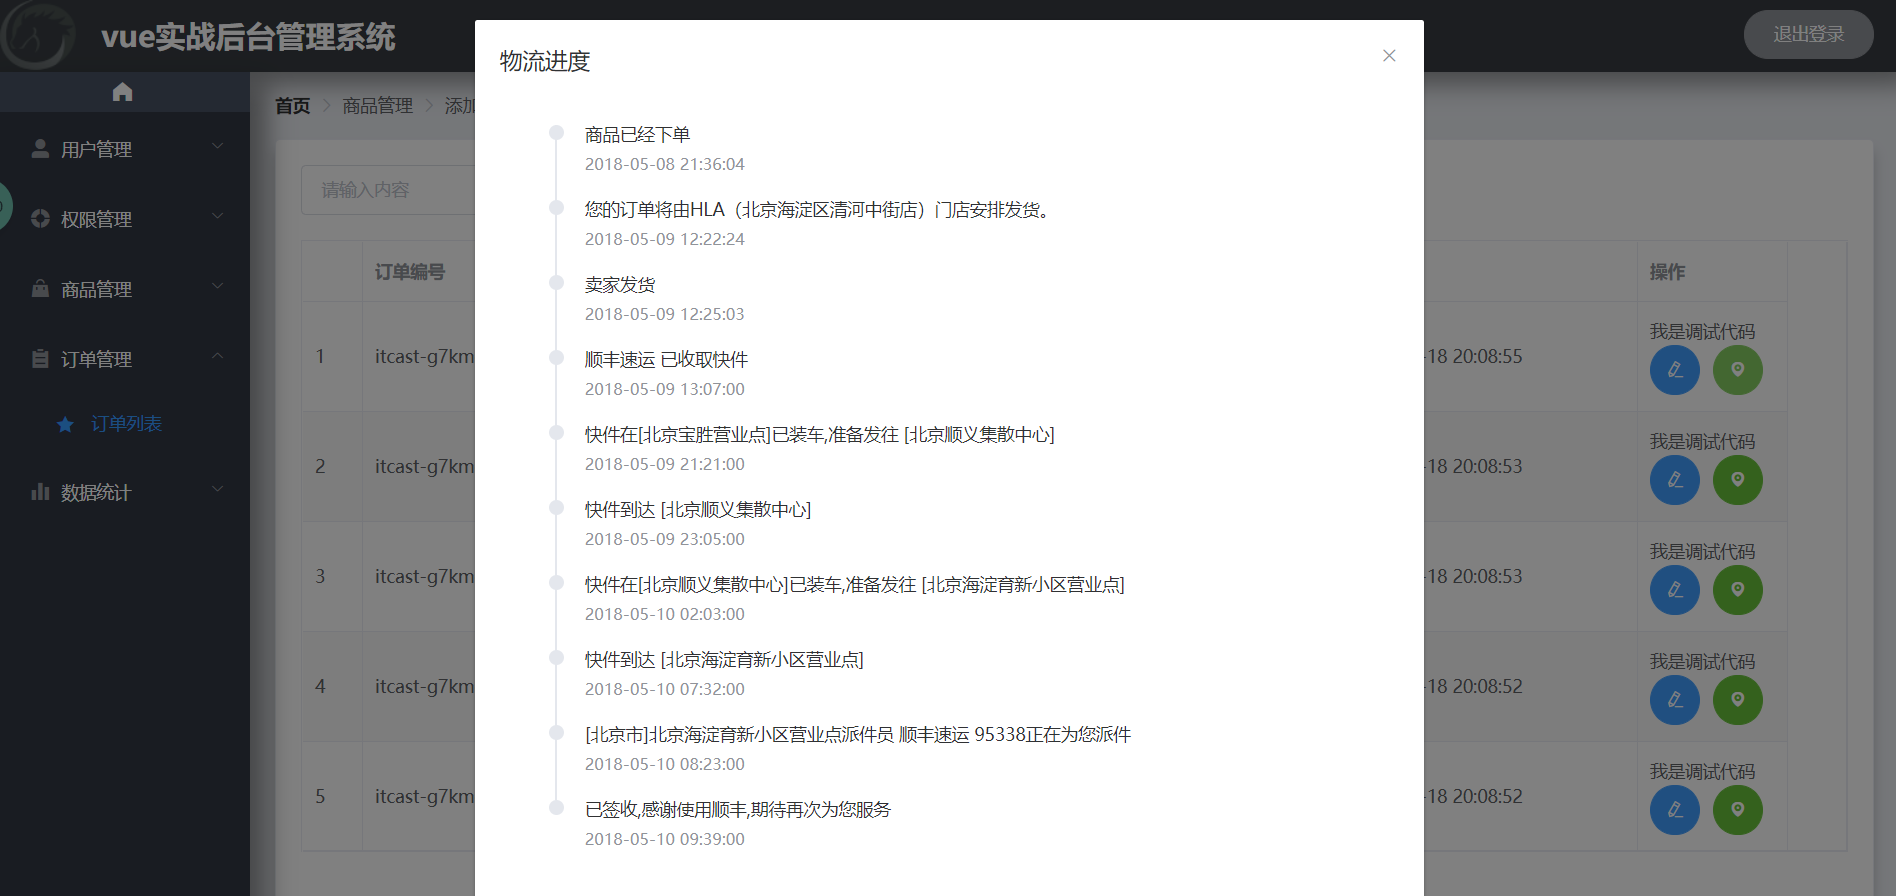 vue实战后台管理系统
退出登录
用户管理
权限管理
商品管理
订单管理
订单列表
数据统计
首页
商品管理
添加
请输入内容
订单编号
操作
1
itcast-g7km
-18 20:08:55
我是调试代码
2
itcast-g7km
-18 20:08:53
我是调试代码
3
itcast-g7km
-18 20:08:53
我是调试代码
4
itcast-g7km
-18 20:08:52
我是调试代码
5
itcast-g7km
-18 20:08:52
我是调试代码
物流进度
商品已经下单
2018-05-08 21:36:04
您的订单将由HLA（北京海淀区清河中街店）门店安排发货。
2018-05-09 12:22:24
卖家发货
2018-05-09 12:25:03
顺丰速运 已收取快件
2018-05-09 13:07:00
快件在[北京宝胜营业点]已装车,准备发往 [北京顺义集散中心]
2018-05-09 21:21:00
快件到达 [北京顺义集散中心]
2018-05-09 23:05:00
快件在[北京顺义集散中心]已装车,准备发往 [北京海淀育新小区营业点]
2018-05-10 02:03:00
快件到达 [北京海淀育新小区营业点]
2018-05-10 07:32:00
[北京市]北京海淀育新小区营业点派件员 顺丰速运 95338正在为您派件
2018-05-10 08:23:00
已签收,感谢使用顺丰,期待再次为您服务
2018-05-10 09:39:00